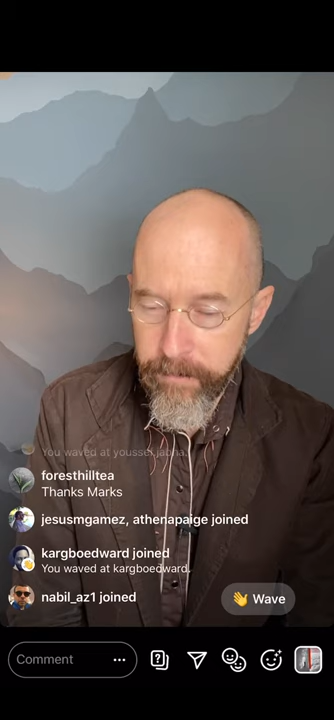 You waved at youssef.jabha.
foresthilltea
Thanks Marks
jesusmgamez, athenapaige joined
kargboedward joined
You waved at kargboedward.
nabil_az1 joined
👋 Wave
Comment